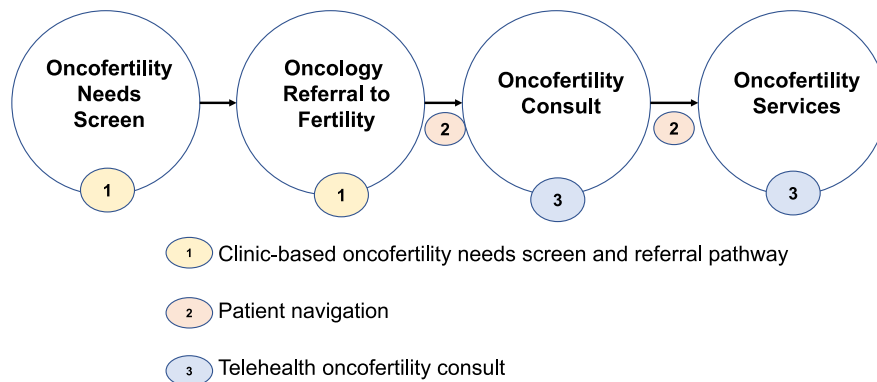 Oncofertility
Needs
Screen
Oncology
Referral to
Fertility
Oncofertility
Consult
Oncofertility
Services
2
2
1
1
3
3
1 Clinic-based oncofertility needs screen and referral pathway
2 Patient navigation
3 Telehealth oncofertility consult